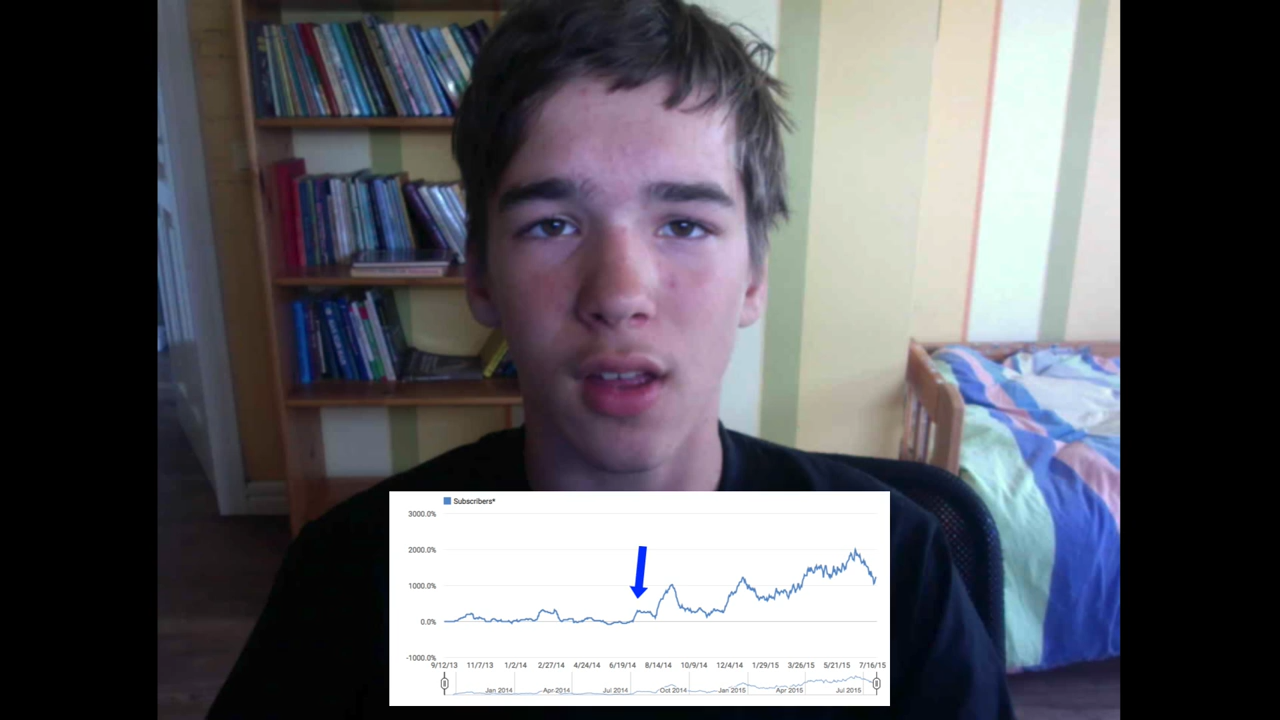 Subscribers*
3000.0%
2000.0%
1000.0%
0.0%
-1000.0%
9/12/13 11/7/13 1/2/14 2/27/14 4/24/14 6/19/14 8/14/14 10/9/14 12/4/14 1/29/15 3/26/15 5/21/15 7/16/15
Jan 2014 Apr 2014 Jul 2014 Oct 2014 Jan 2015 Apr 2015 Jul 2015